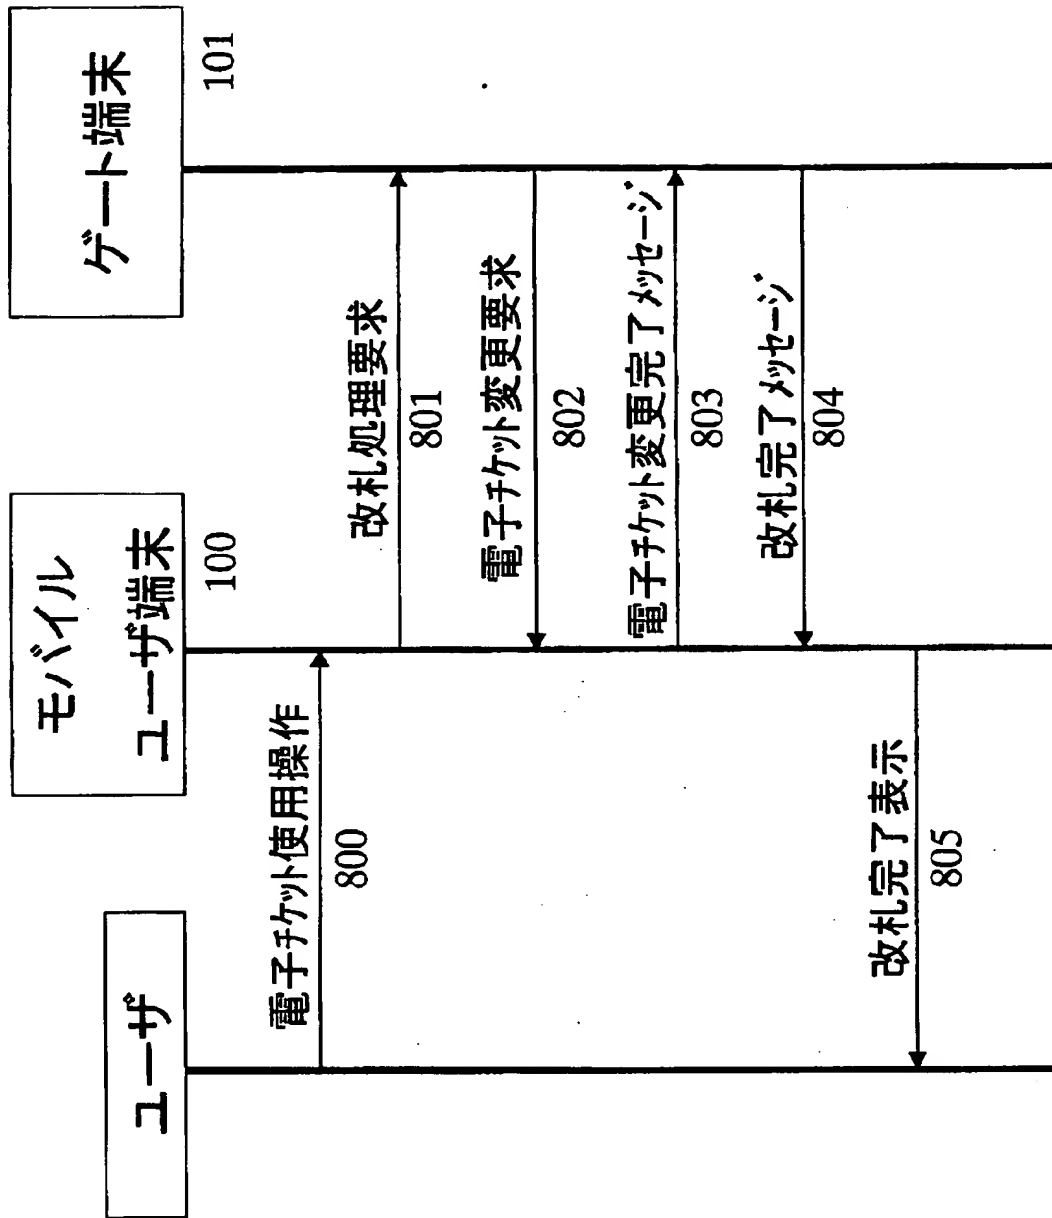 ユーザ
モバイル
ユーザ端末
100
ゲート端末
101
電子チケット使用操作
800
改札処理要求
801
電子チケット変更要求
802
電子チケット変更完了メッセージ
803
改札完了メッセージ
804
改札完了表示
805